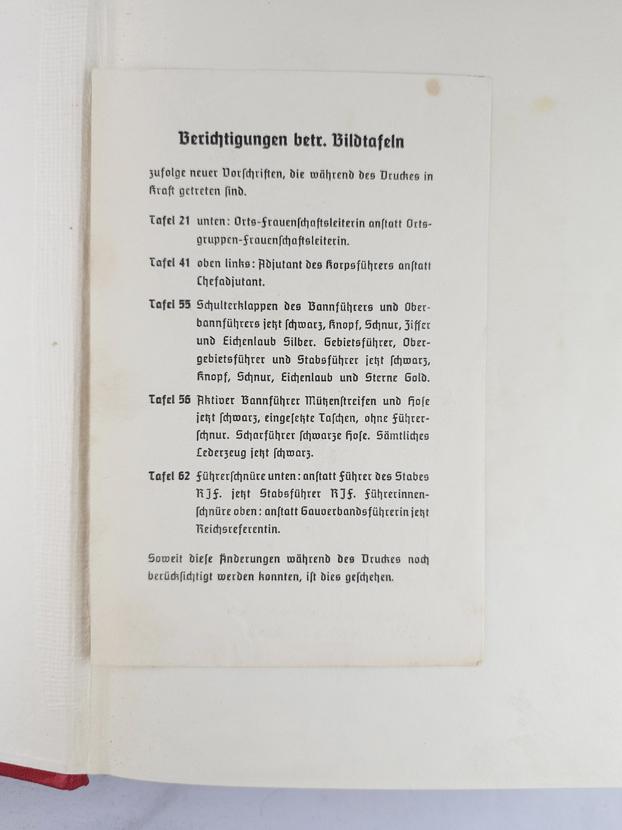 Berichtigungen betr. Bildtafeln
zufolge neuer Vorschriften, die während des Druckes in
Kraft getreten sind.
Tafel 21 unten: Orts-Frauenschaftsleiterin anstatt Orts-
gruppen-Frauenschaftsleiterin.
Tafel 41 oben links: Adjutant des Korpsführers anstatt
Chefadjutant.
Tafel 55 Schulterklappen des Bannführers und Ober-
bannführers jetzt schwarz, Knopf, Schnur, Ziffer
und Eichenlaub Silber. Gebietsführer, Ober-
gebietsführer und Stabsführer jetzt schwarz,
Knopf, Schnur, Eichenlaub und Sterne Gold.
Tafel 56 Aktiver Bannführer Mützenstreifen und Hose
jetzt schwarz, eingesetzte Taschen, ohne Führer-
schnur. Scharführer schwarze Hose. Sämtliches
Lederzeug jetzt schwarz.
Tafel 62 Führerschnüre unten: anstatt Führer des Stabes
RJF. jetzt Stabsführer RJF. Führerinnen-
schnüre oben: anstatt Gauverbandsführerin jetzt
Reichsreferentin.
Soweit diese Änderungen während des Druckes noch
berücksichtigt werden konnten, ist dies geschehen.